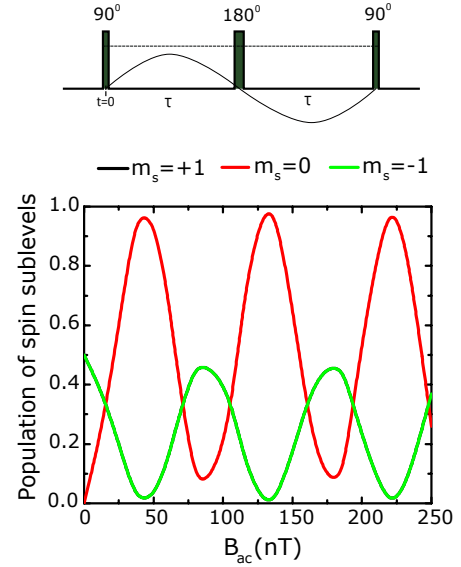 90⁰ 180⁰ 90⁰
t=0 τ τ
m_s=+1 m_s=0 m_s=-1
Population of spin sublevels
1.0
0.8
0.6
0.4
0.2
0.0
0 50 100 150 200 250
B_ac(nT)